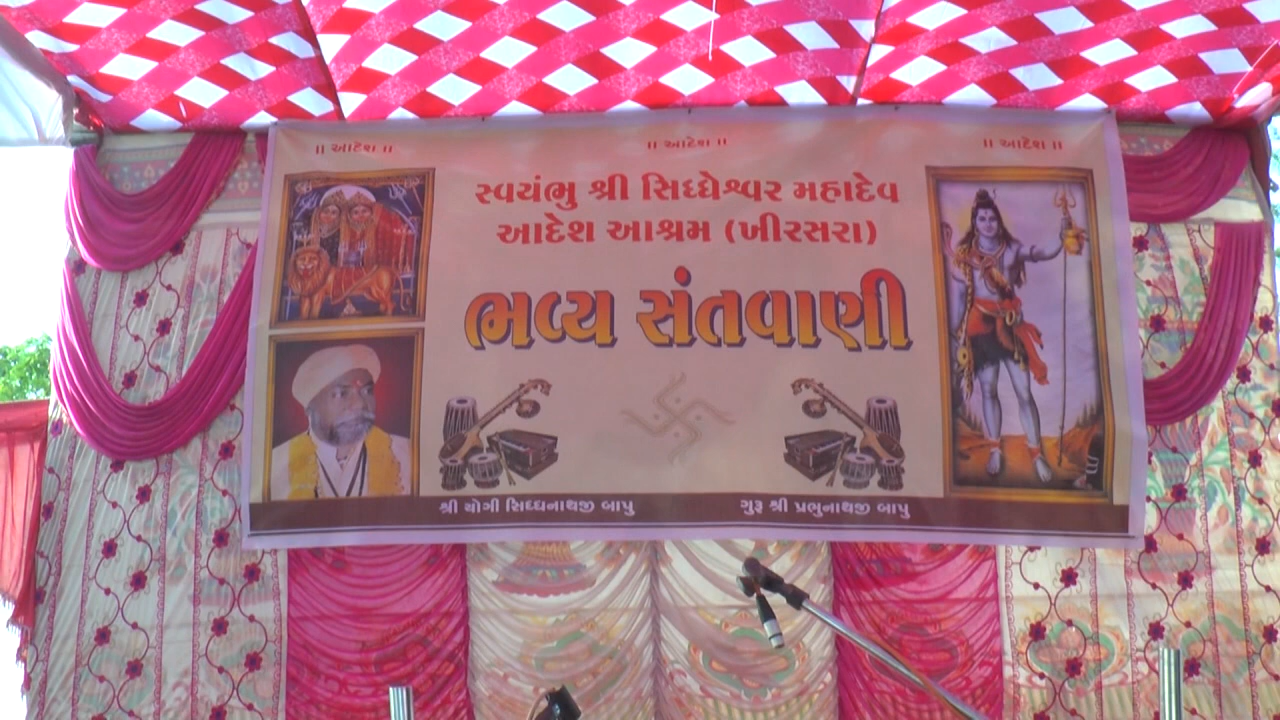 ॥ આદેશ ॥ ॥ આદેશ ॥ ॥ આદેશ ॥
સ્વયંભુ શ્રી સિધ્ધેશ્વર મહાદેવ
આદેશ આશ્રમ (ખીરસરા)
ભવ્ય સંતવાણી
શ્રી યોગી સિધ્ધનાથજી બાપુ ગુરૂ શ્રી પ્રભુનાથજી બાપુ